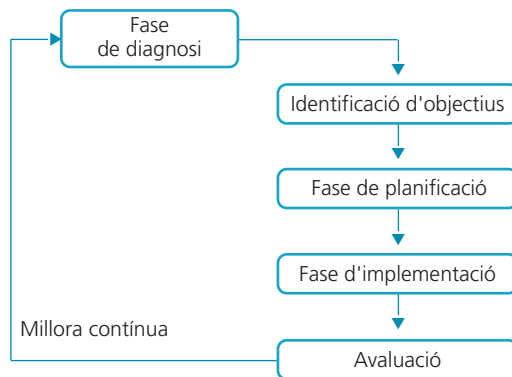 Fase
de diagnosi
Identificació d'objectius
Fase de planificació
Fase d'implementació
Millora contínua
Avaluació